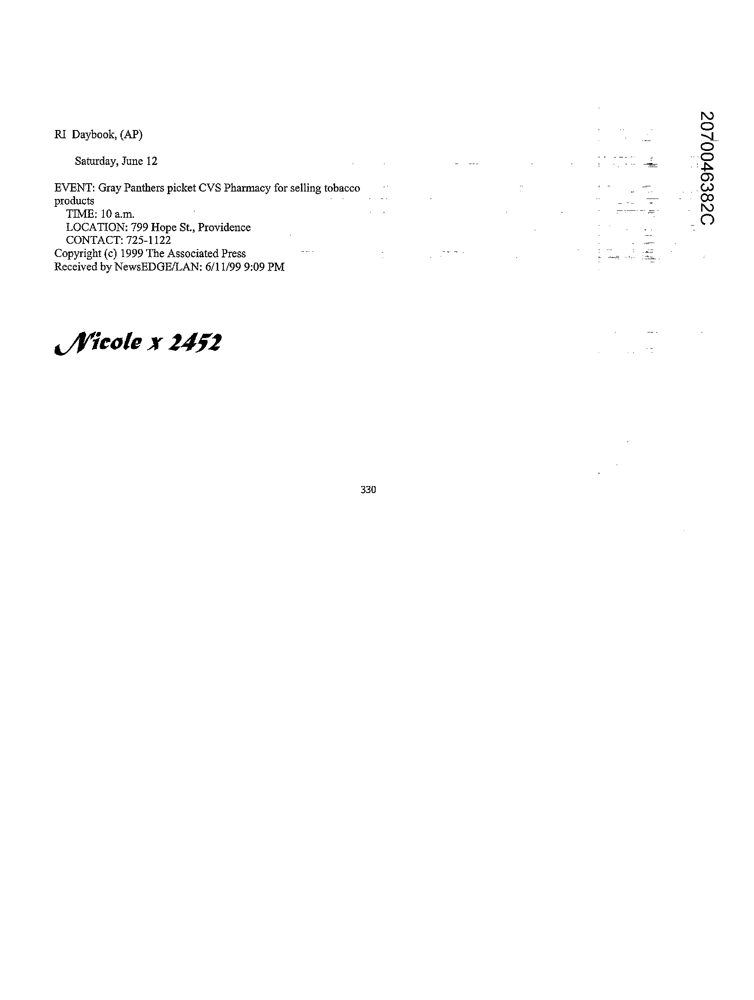 RI Daybook, (AP)
Saturday, June 12
EVENT: Gray Panthers picket CVS Pharmacy for selling tobacco
products
TIME: 10 a.m.
LOCATION: 799 Hope St., Providence
CONTACT: 725-1122
Copyright (c) 1999 The Associated Press
Received by NewsEDGE/LAN: 6/11/99 9:09 PM
Nicole x 2452
330
2070046382C